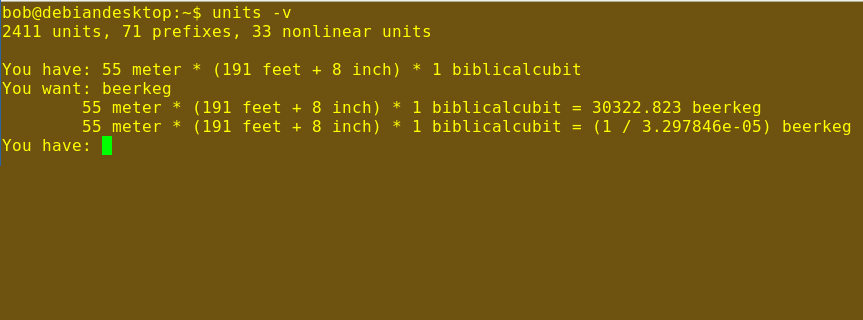 bob@debiandesktop:~$ units -v
2411 units, 71 prefixes, 33 nonlinear units

You have: 55 meter * (191 feet + 8 inch) * 1 biblicalcubit
You want: beerkeg
        55 meter * (191 feet + 8 inch) * 1 biblicalcubit = 30322.823 beerkeg
        55 meter * (191 feet + 8 inch) * 1 biblicalcubit = (1 / 3.297846e-05) beerkeg
You have: